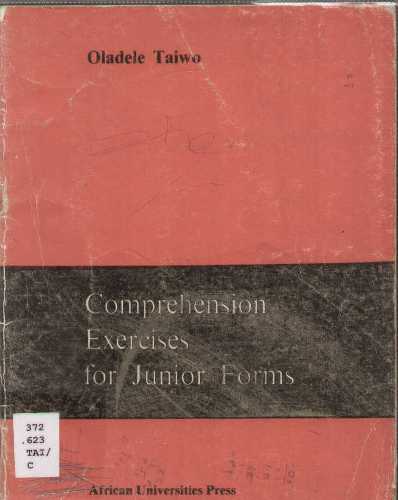 Oladele Taiwo
Comprehension
Exercises
for Junior Forms
372
.623
TAI/
C
African Universities Press